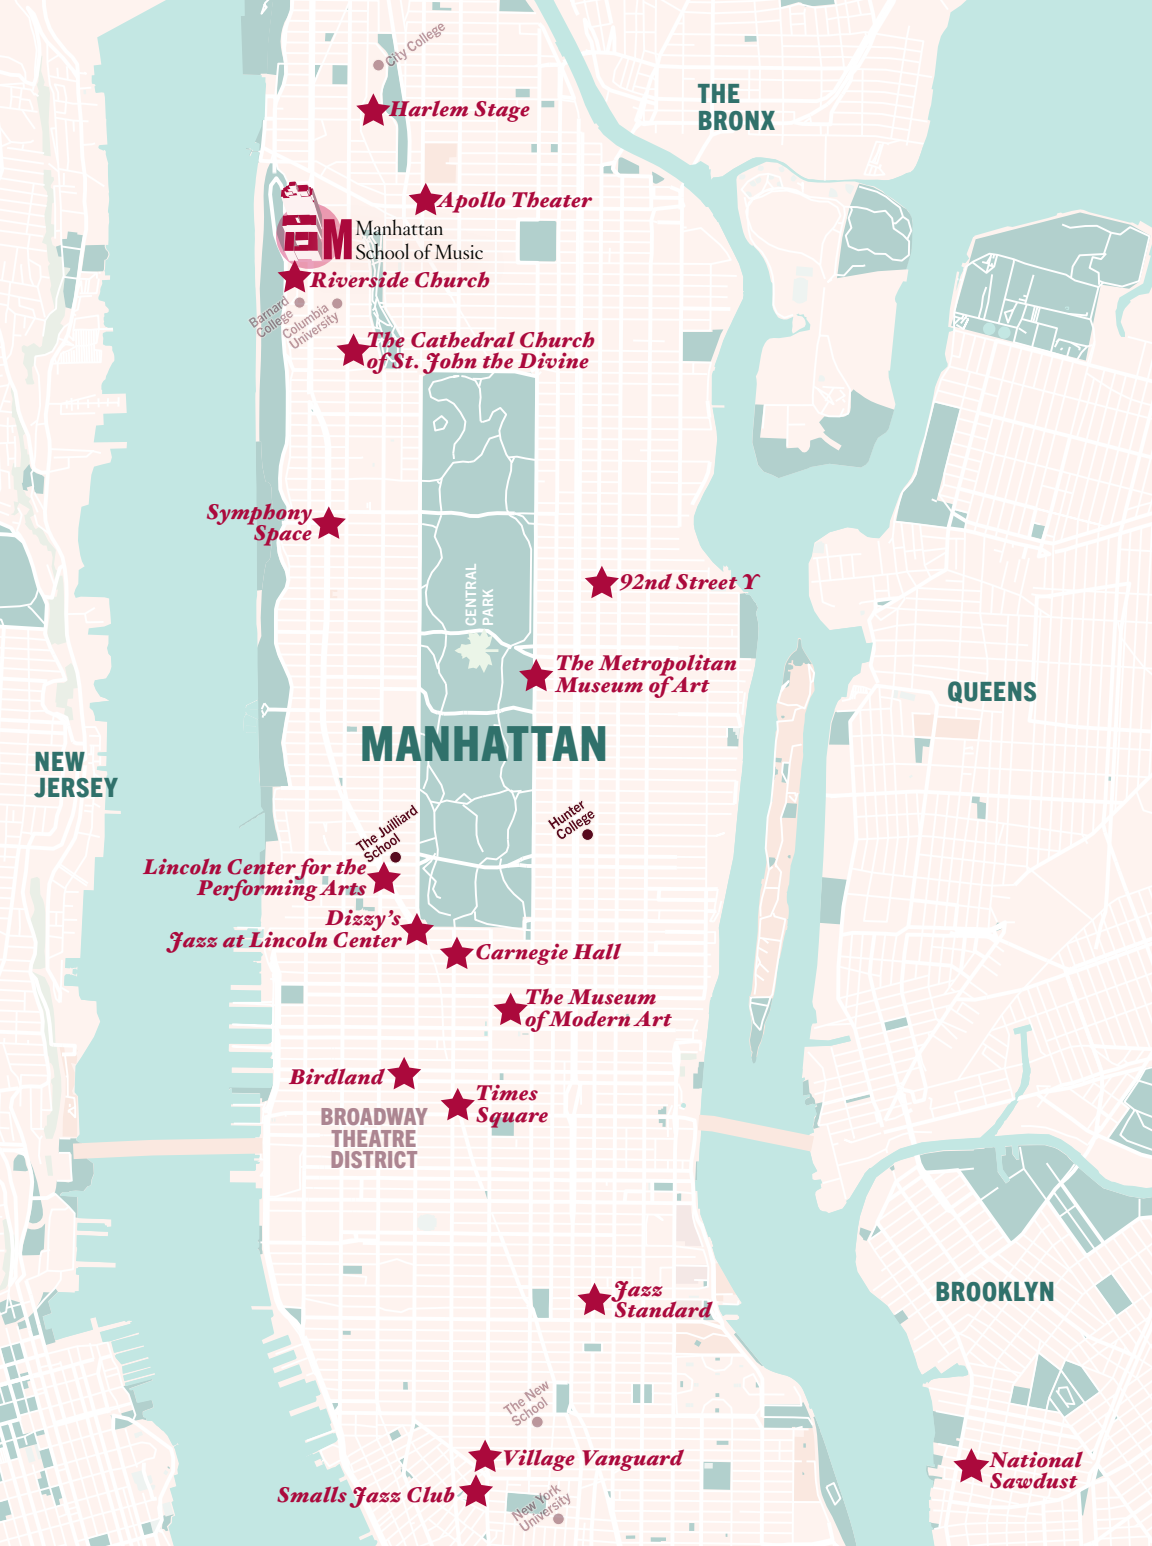 City College
THE
BRONX
Harlem Stage
Apollo Theater
M
Manhattan
School of Music
Riverside Church
Barnard
College
Columbia
University
The Cathedral Church
of St. John the Divine
Symphony
Space
92nd Street Y
CENTRAL
PARK
The Metropolitan
Museum of Art
QUEENS
MANHATTAN
NEW
JERSEY
The Juilliard
School
Hunter
College
Lincoln Center for the
Performing Arts
Dizzy's
Jazz at Lincoln Center
Carnegie Hall
The Museum
of Modern Art
Birdland
Times
Square
BROADWAY
THEATRE
DISTRICT
Jazz
Standard
BROOKLYN
The New
School
Village Vanguard
National
Sawdust
Smalls Jazz Club
New York
University